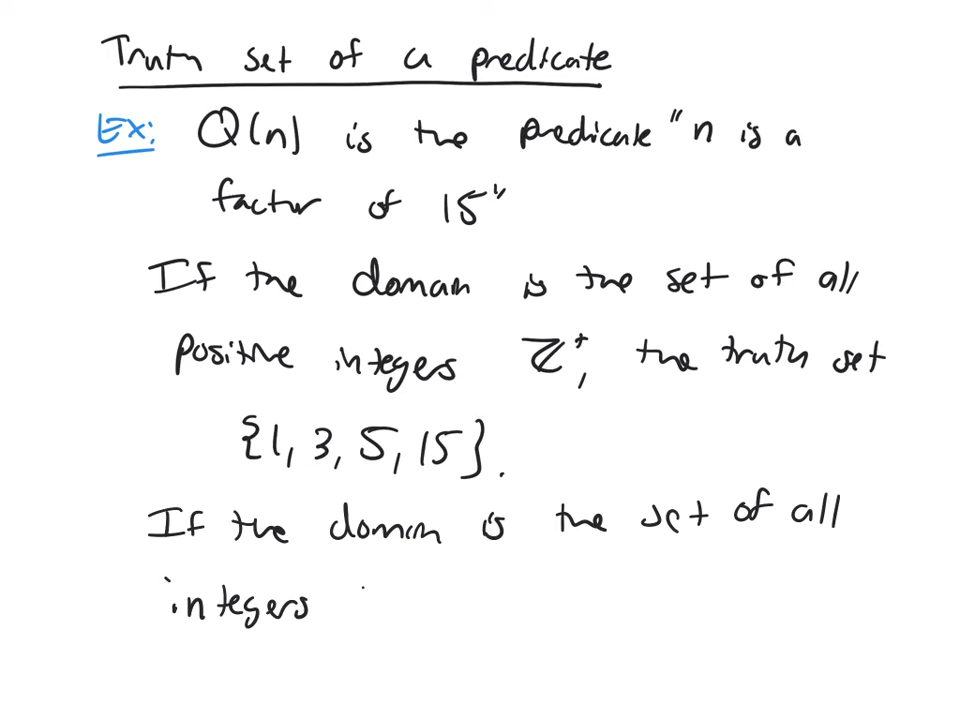 Truth set of a predicate
Ex: Q(n) is the predicate "n is a
factor of 15"
If the domain is the set of all
positive integers ℤ⁺, the truth set
{1, 3, 5, 15}.
If the domain is the set of all
integers